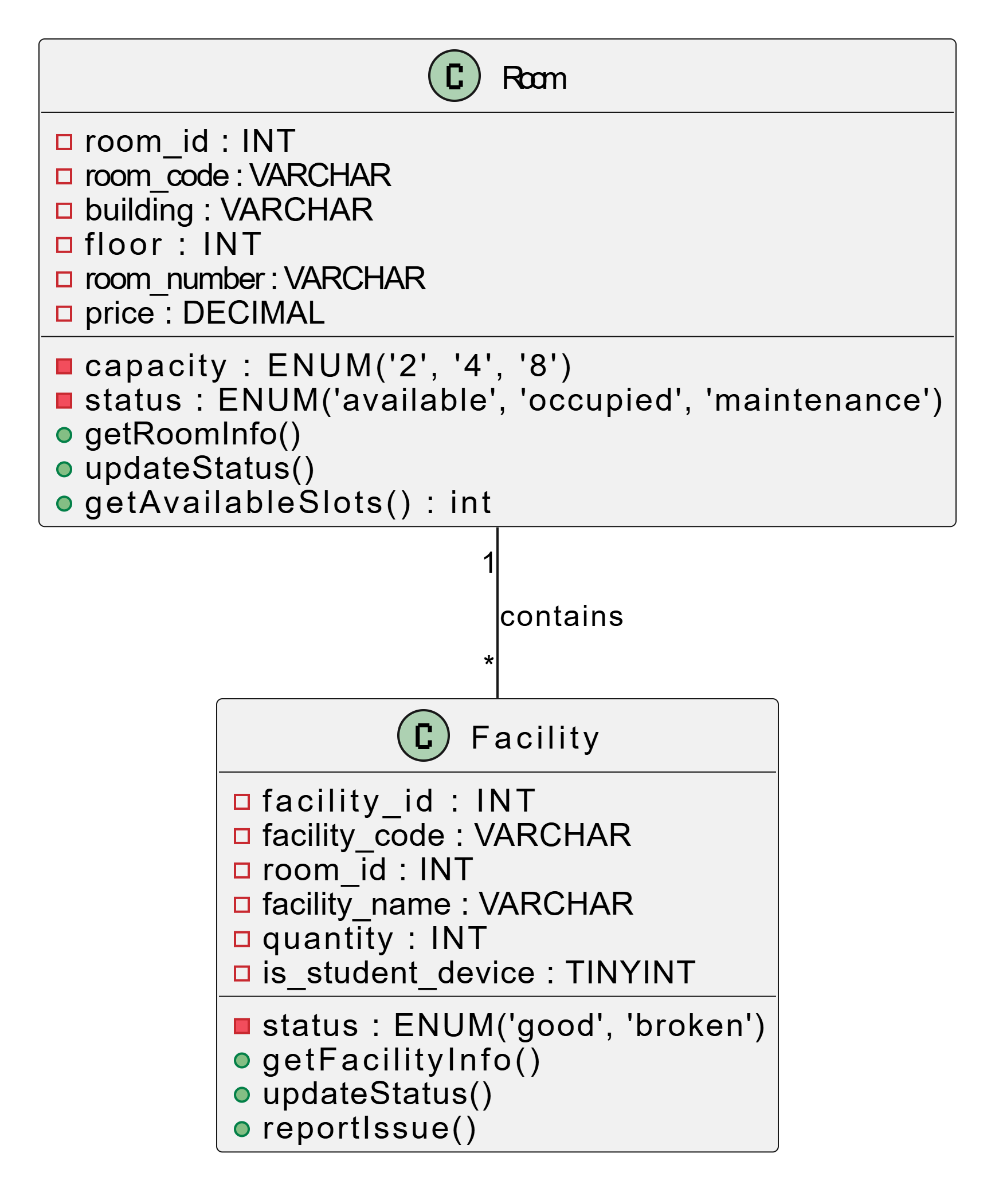 C Room
room_id : INT
room_code : VARCHAR
building : VARCHAR
floor : INT
room_number : VARCHAR
price : DECIMAL
capacity : ENUM('2', '4', '8')
status : ENUM('available', 'occupied', 'maintenance')
getRoomInfo()
updateStatus()
getAvailableSlots() : int
1
contains
*
C Facility
facility_id : INT
facility_code : VARCHAR
room_id : INT
facility_name : VARCHAR
quantity : INT
is_student_device : TINYINT
status : ENUM('good', 'broken')
getFacilityInfo()
updateStatus()
reportIssue()